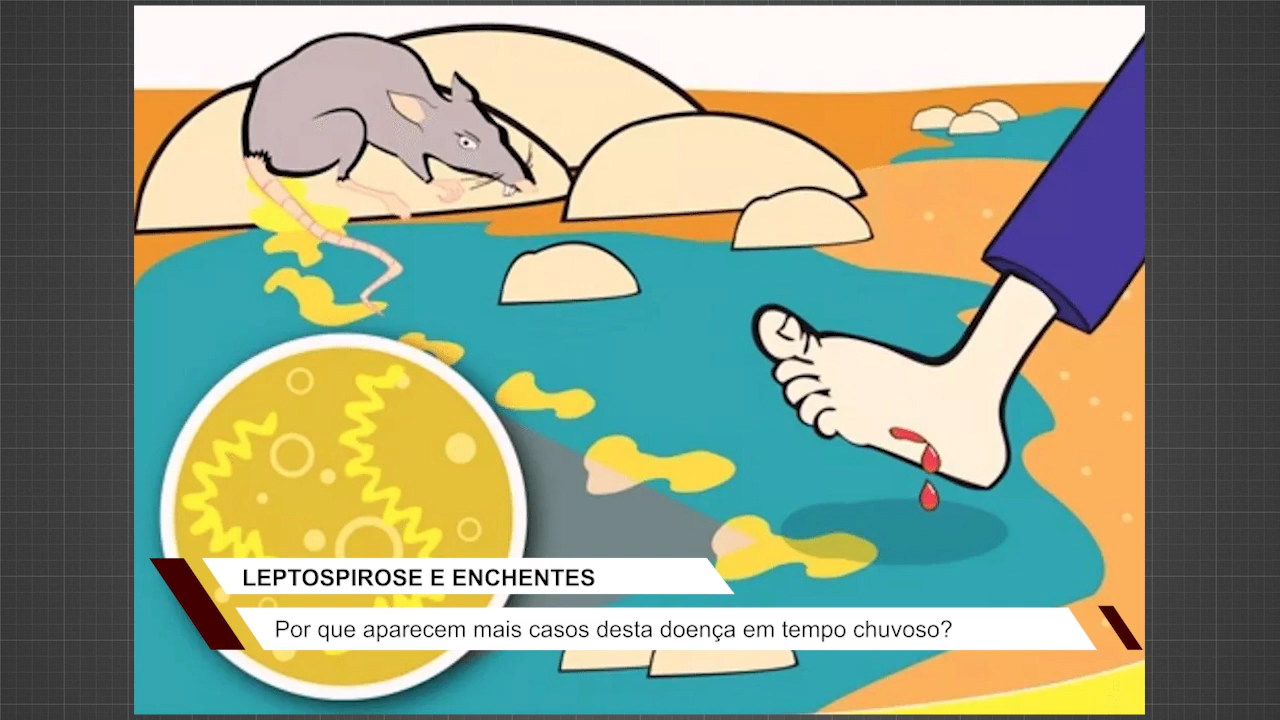 LEPTOSPIROSE E ENCHENTES
Por que aparecem mais casos desta doença em tempo chuvoso?